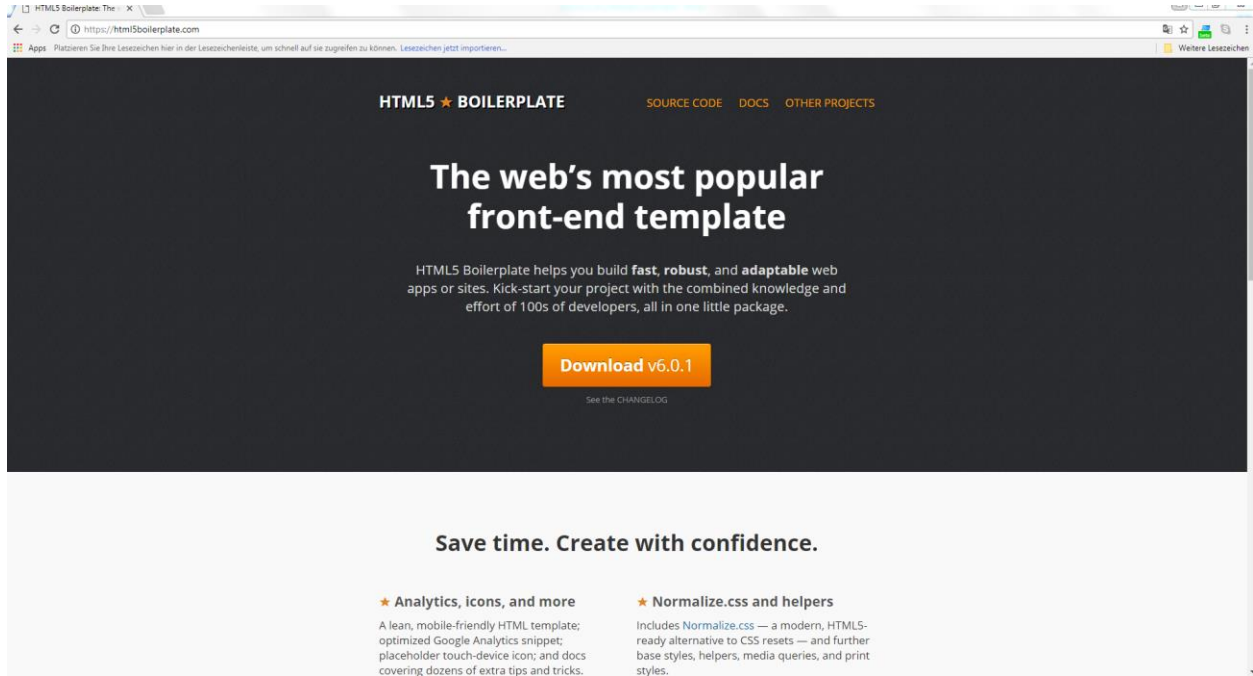 HTML5 Boilerplate: The
https://html5boilerplate.com
Apps Platzieren Sie Ihre Lesezeichen hier in der Lesezeichenleiste, um schnell auf sie zugreifen zu können. Lesezeichen jetzt importieren... Weitere Lesezeichen
HTML5 ★ BOILERPLATE SOURCE CODE DOCS OTHER PROJECTS
The web’s most popular
front-end template
HTML5 Boilerplate helps you build fast, robust, and adaptable web
apps or sites. Kick-start your project with the combined knowledge and
effort of 100s of developers, all in one little package.
Download v6.0.1
See the CHANGELOG
Save time. Create with confidence.
★ Analytics, icons, and more
A lean, mobile-friendly HTML template;
optimized Google Analytics snippet;
placeholder touch-device icon; and docs
covering dozens of extra tips and tricks.
★ Normalize.css and helpers
Includes Normalize.css — a modern, HTML5-
ready alternative to CSS resets — and further
base styles, helpers, media queries, and print
styles.